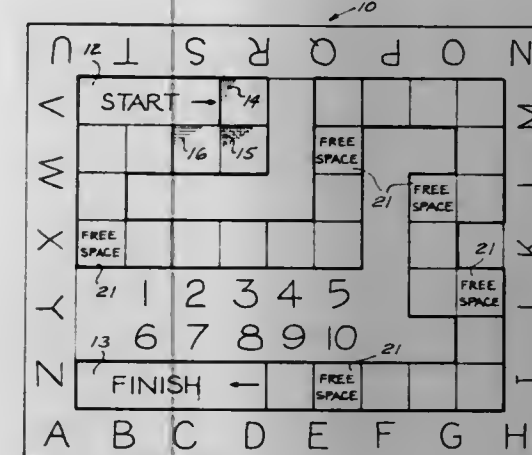 10
U T S R Q P O N
12
V START 14 M
W 16 15 FREE
SPACE
21 FREE
SPACE
X FREE
SPACE K
21
21 1 2 3 4 5 FREE
SPACE
Y 6 7 8 9 10
13 21
Z FINISH FREE
SPACE
A B C D E F G H